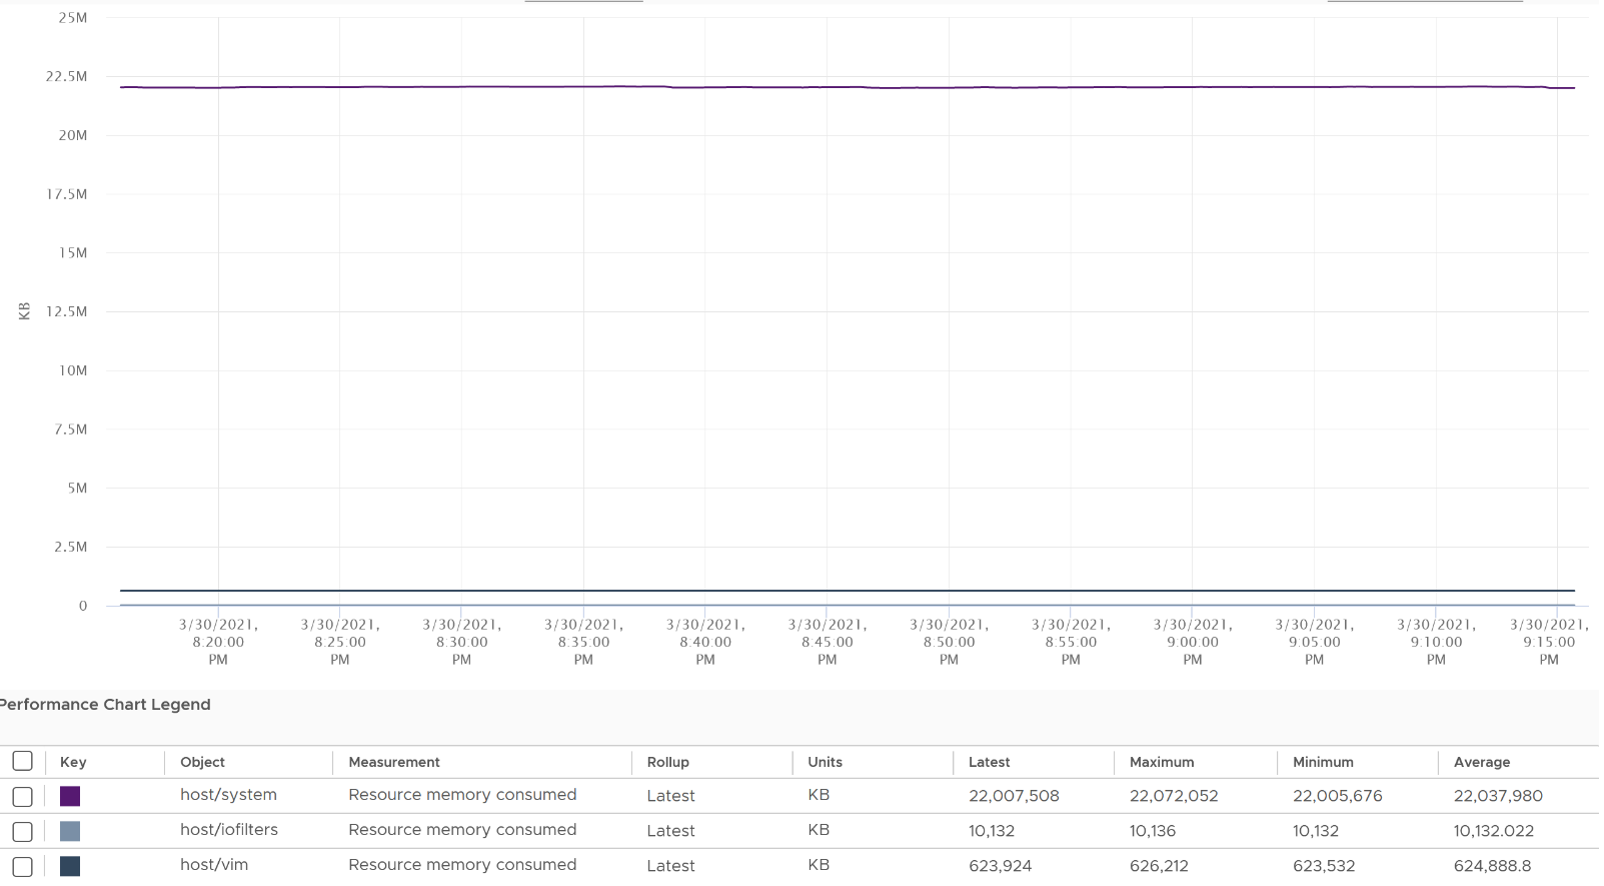 25M
22.5M
20M
17.5M
15M
12.5M
10M
7.5M
5M
2.5M
0
KB
3/30/2021, 8:20:00 PM
3/30/2021, 8:25:00 PM
3/30/2021, 8:30:00 PM
3/30/2021, 8:35:00 PM
3/30/2021, 8:40:00 PM
3/30/2021, 8:45:00 PM
3/30/2021, 8:50:00 PM
3/30/2021, 8:55:00 PM
3/30/2021, 9:00:00 PM
3/30/2021, 9:05:00 PM
3/30/2021, 9:10:00 PM
3/30/2021, 9:15:00 PM
Performance Chart Legend
Key Object Measurement Rollup Units Latest Maximum Minimum Average
host/system Resource memory consumed Latest KB 22,007,508 22,072,052 22,005,676 22,037,980
host/iofilters Resource memory consumed Latest KB 10,132 10,136 10,132 10,132.022
host/vim Resource memory consumed Latest KB 623,924 626,212 623,532 624,888.8